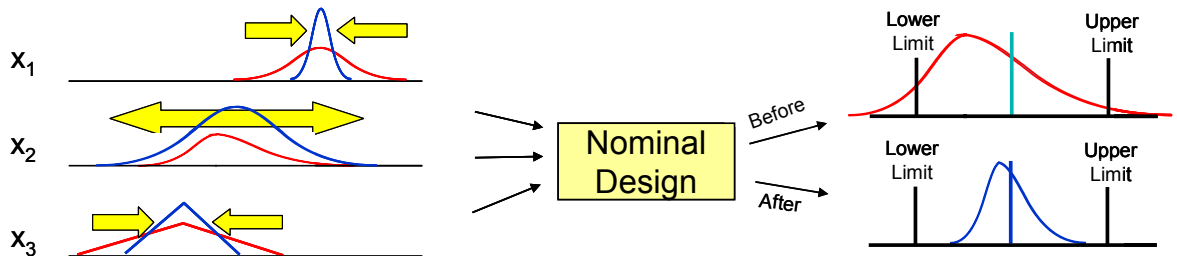 x1
x2
x3
Nominal
Design
Before
After
Lower
Limit
Upper
Limit
Lower
Limit
Upper
Limit